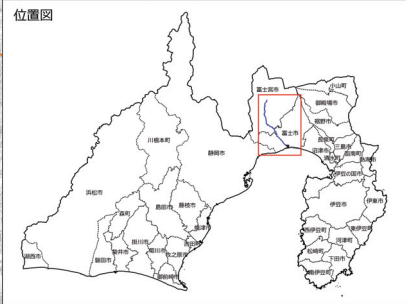 位置図
小山町
富士宮市
御殿場市
裾野市
富士市
長泉町
三島市
沼津市
清水町
函南町
熱海市
伊豆の国市
川根本町
静岡市
浜松市
伊豆市
伊東市
島田市
藤枝市
森町
焼津市
西伊豆町
東伊豆町
掛川市
吉田町
河津町
袋井市
菊川市
牧之原市
松崎町
湖西市
磐田市
下田市
御前崎市
南伊豆町